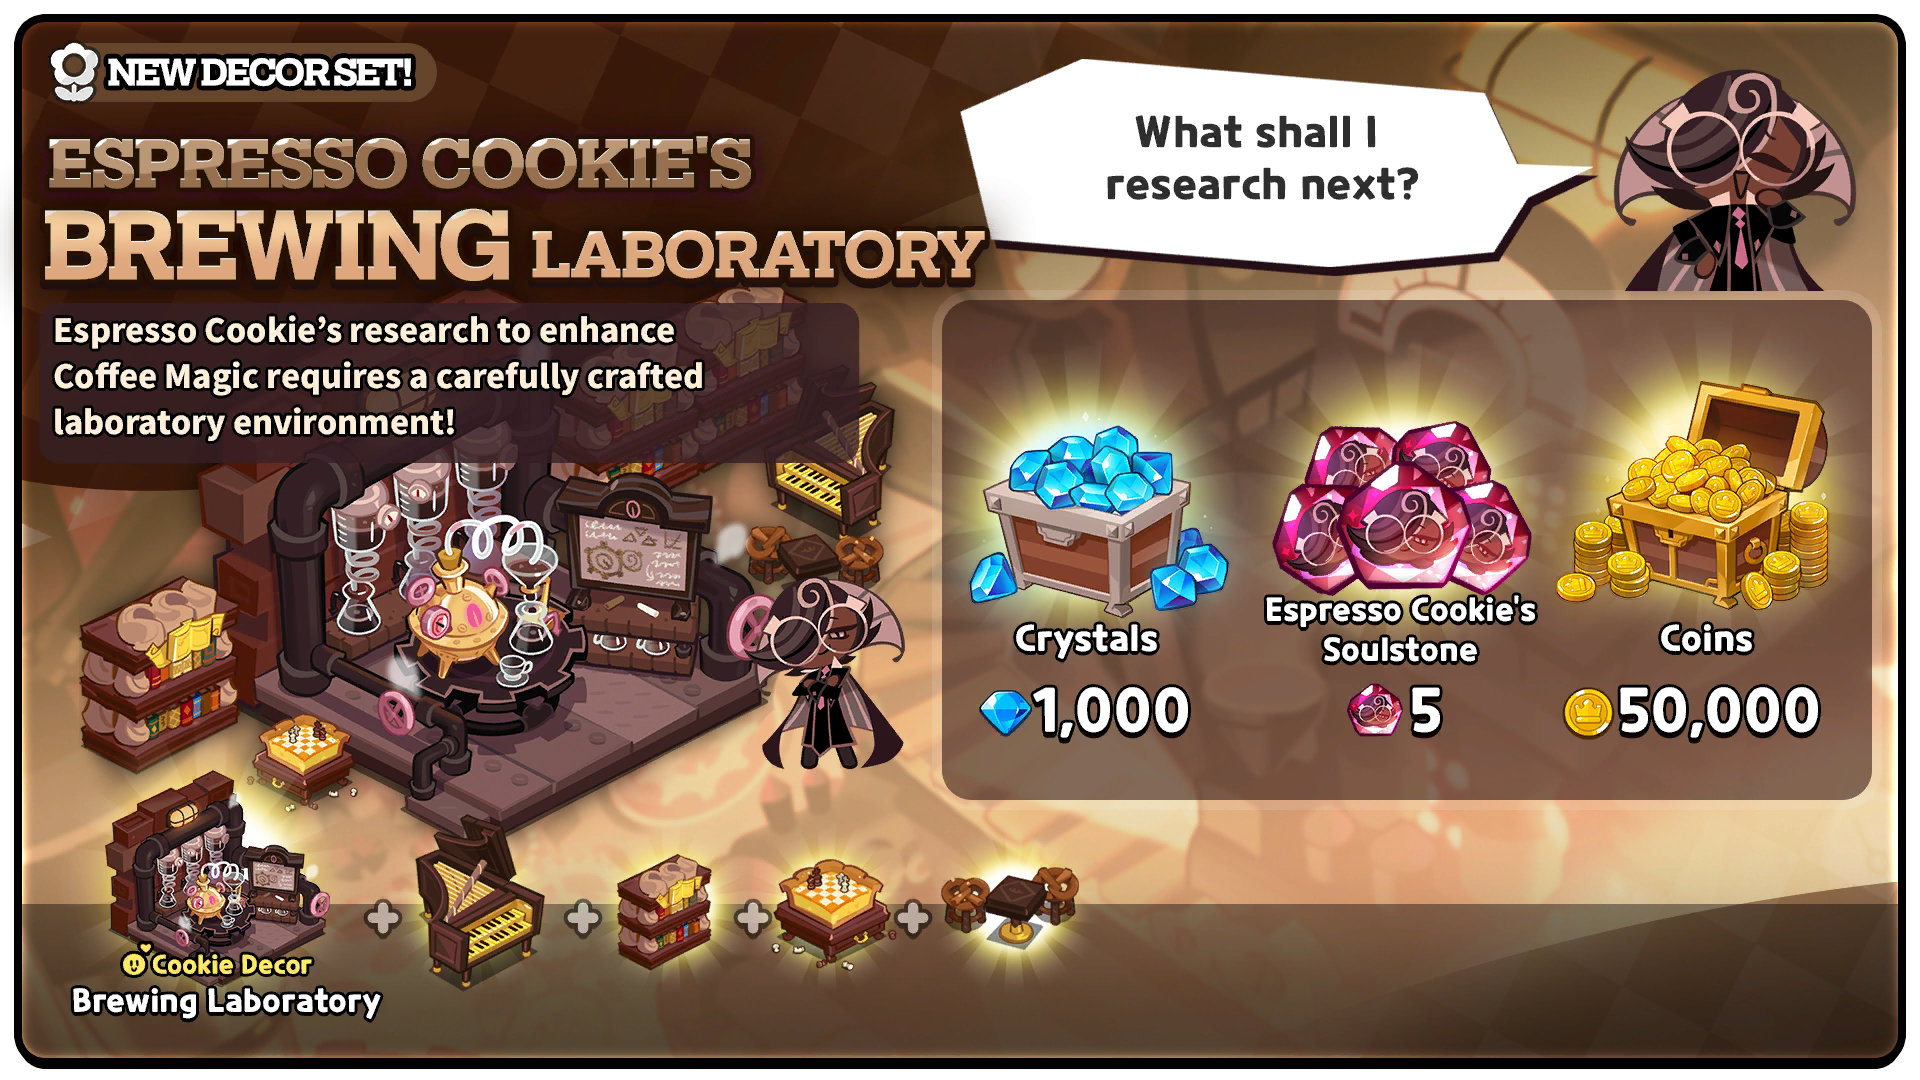 NEW DECOR SET!
ESPRESSO COOKIE'S
BREWING LABORATORY
Espresso Cookie’s research to enhance
Coffee Magic requires a carefully crafted
laboratory environment!
What shall I
research next?
Crystals
1,000
Espresso Cookie's
Soulstone
5
Coins
50,000
Cookie Decor
Brewing Laboratory